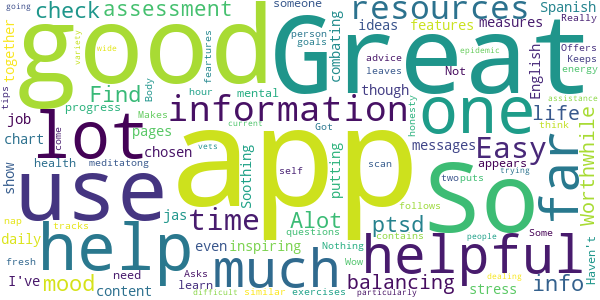 going
check
assessment
someone
resources
Spanish
Really
together
good
Great
combating
person
goals
ideas
features
measures
Not
advice
leaves
Offers
Keeps
energy
variety
wide
feartures
Body
epidemic
tips
Find
hour
mental
information
though
one
English
assistance
job
lot
progress
Makes
current
Got
honesty
messages
life
think
chart
come
pages
app
putting
So
Easy
far
Worthwhile
show
health
meditatong
chosen
vets
self
scan
appears
two
puts
trying
use
Soothing
jas
time
Alot
ptsd
follows
Some
nap
daily
tracks
help
even
inspiring
questions
Nothing
contains
people
helpful
info
Haven't
fresh
I've
mood
need
content
Asks
learn
much
Wow
balancing
stress
dealing
difficult
similar
exercises
particularly